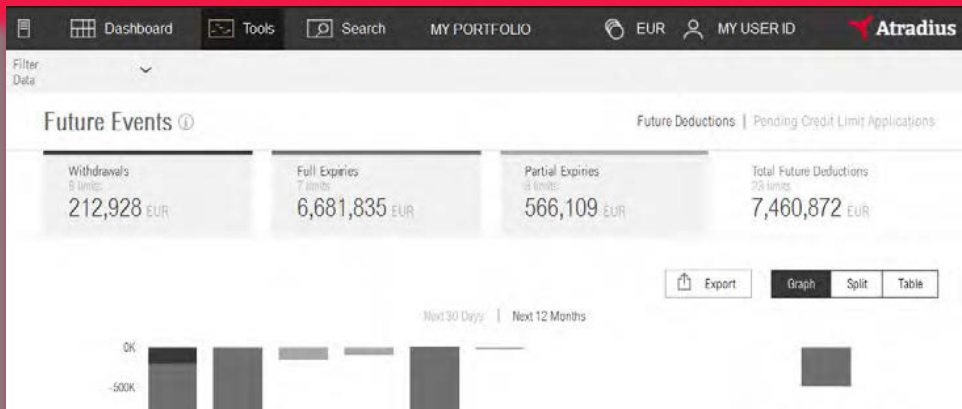 Dashboard Tools Search MY PORTFOLIO EUR MY USER ID Atradius
Filter
Data
Future Events
Future Deductions | Pending Credit Limit Applications
Withdrawals Full Expiries Partial Expiries Total Future Deductions
limits 7 limits limits 23 limits
212,928 EUR 6,681,835 EUR 566,109 EUR 7,460,872 EUR
Export Graph Split Table
Next 30 Days | Next 12 Months
0K
-500K